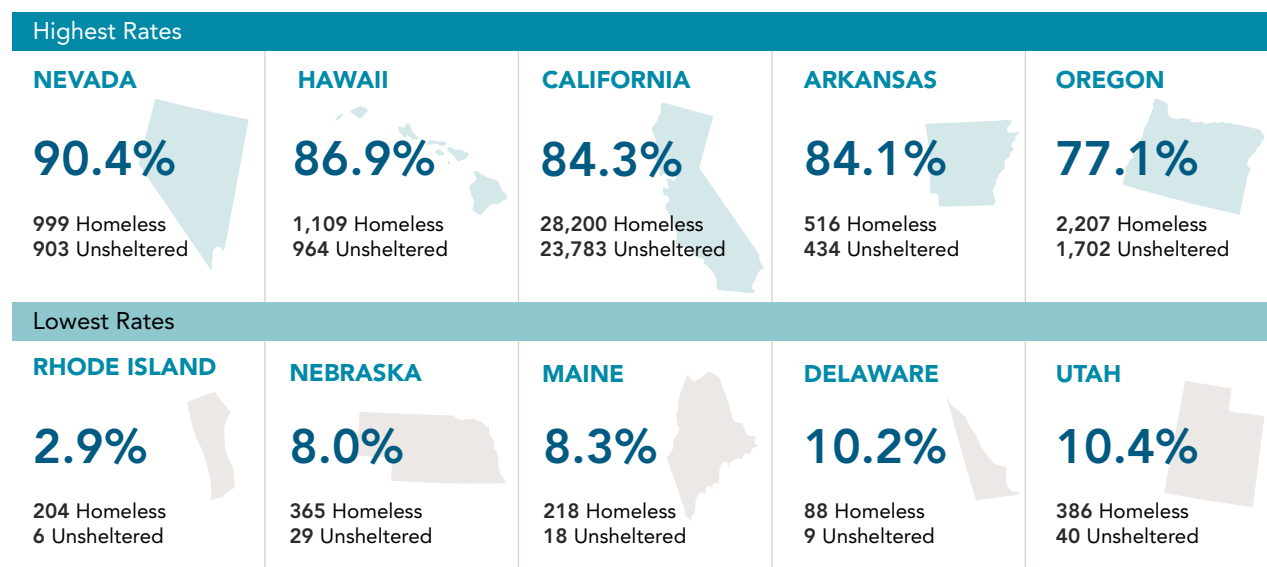 Highest Rates
NEVADA
90.4%
999 Homeless
903 Unsheltered
HAWAII
86.9%
1,109 Homeless
964 Unsheltered
CALIFORNIA
84.3%
28,200 Homeless
23,783 Unsheltered
ARKANSAS
84.1%
516 Homeless
434 Unsheltered
OREGON
77.1%
2,207 Homeless
1,702 Unsheltered
Lowest Rates
RHODE ISLAND
2.9%
204 Homeless
6 Unsheltered
NEBRASKA
8.0%
365 Homeless
29 Unsheltered
MAINE
8.3%
218 Homeless
18 Unsheltered
DELAWARE
10.2%
88 Homeless
9 Unsheltered
UTAH
10.4%
386 Homeless
40 Unsheltered